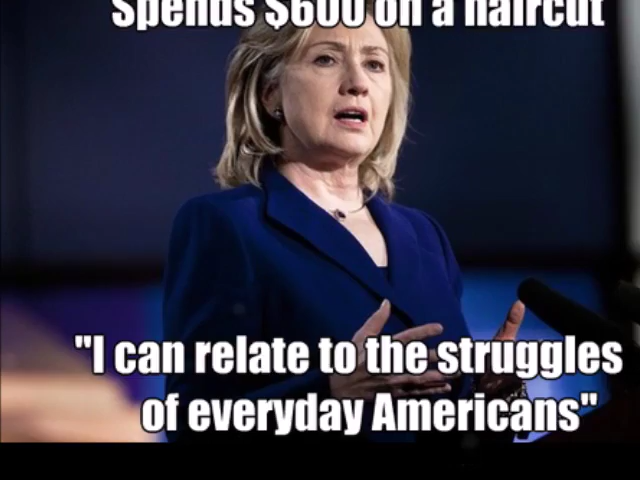 Spends $600 on a haircut
"I can relate to the struggles
of everyday Americans"